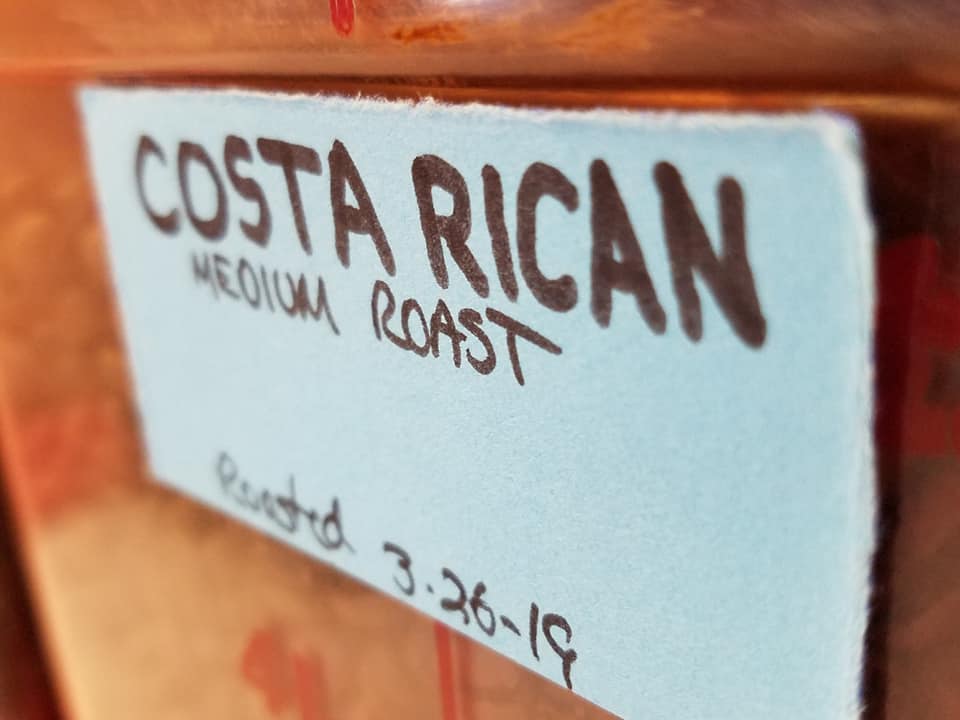 COSTA RICAN
MEDIUM ROAST
Roasted 3.26-19